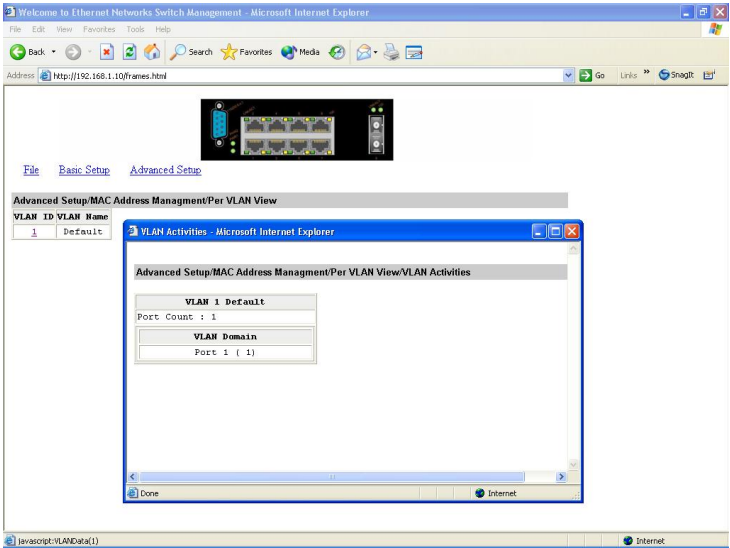 Welcome to Ethernet Networks Switch Management - Microsoft Internet Explorer
File Edit View Favorites Tools Help
Back Search Favorites Media
Address http://192.168.1.10/frames.html Go Links » SnagIt
File Basic Setup Advanced Setup
Advanced Setup/MAC Address Managment/Per VLAN View
VLAN ID VLAN Name
1 Default
VLAN Activities - Microsoft Internet Explorer
Advanced Setup/MAC Address Managment/Per VLAN View/VLAN Activities
VLAN 1 Default
Port Count : 1
VLAN Domain
Port 1 ( 1)
Done Internet
javascript:VLANData(1) Internet